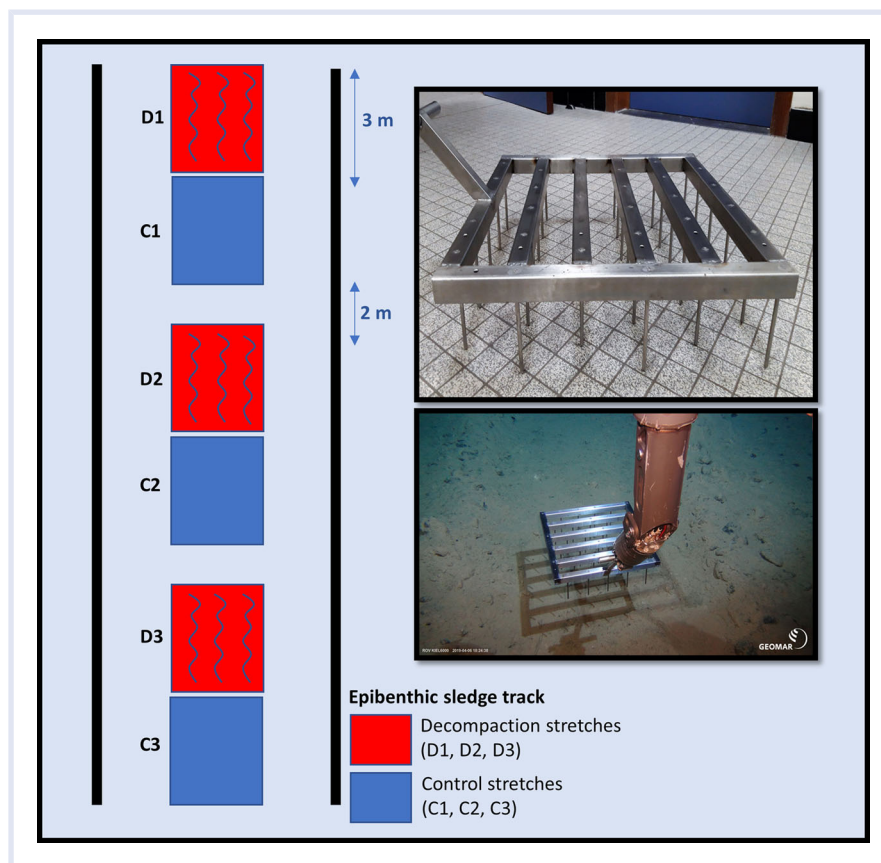 D1
3 m
C1
2 m
D2
C2
D3
C3
GEOMAR
Epibenthic sledge track
Decompaction stretches
(D1, D2, D3)
Control stretches
(C1, C2, C3)